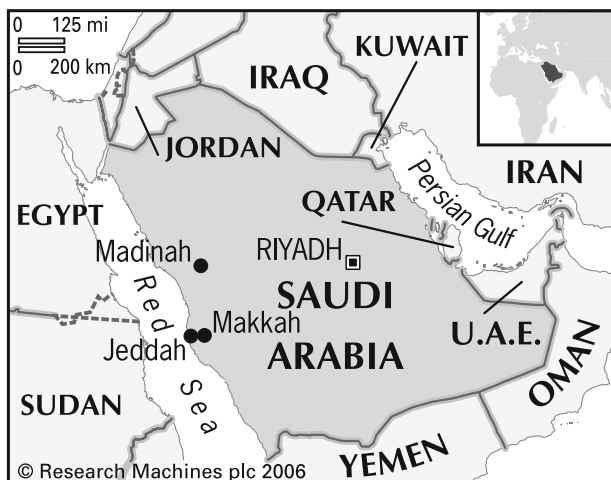 0 125 mi
0 200 km
KUWAIT
IRAQ
JORDAN
IRAN
Persian Gulf
QATAR
EGYPT
Madinah
RIYADH
Red Sea
SAUDI
ARABIA
Makkah
Jeddah
U.A.E.
OMAN
SUDAN
YEMEN
© Research Machines plc 2006